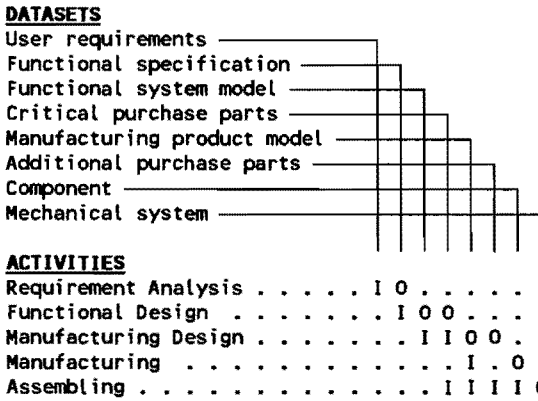 DATASETS
User requirements
Functional specification
Functional system model
Critical purchase parts
Manufacturing product model
Additional purchase parts
Component
Mechanical system
ACTIVITIES
Requirement Analysis . . . . . I O . . . . .
Functional Design . . . . . . . I O O . . .
Manufacturing Design . . . . . . . I I O O .
Manufacturing . . . . . . . . . . . I . O
Assembling . . . . . . . . . . . . . I I I I